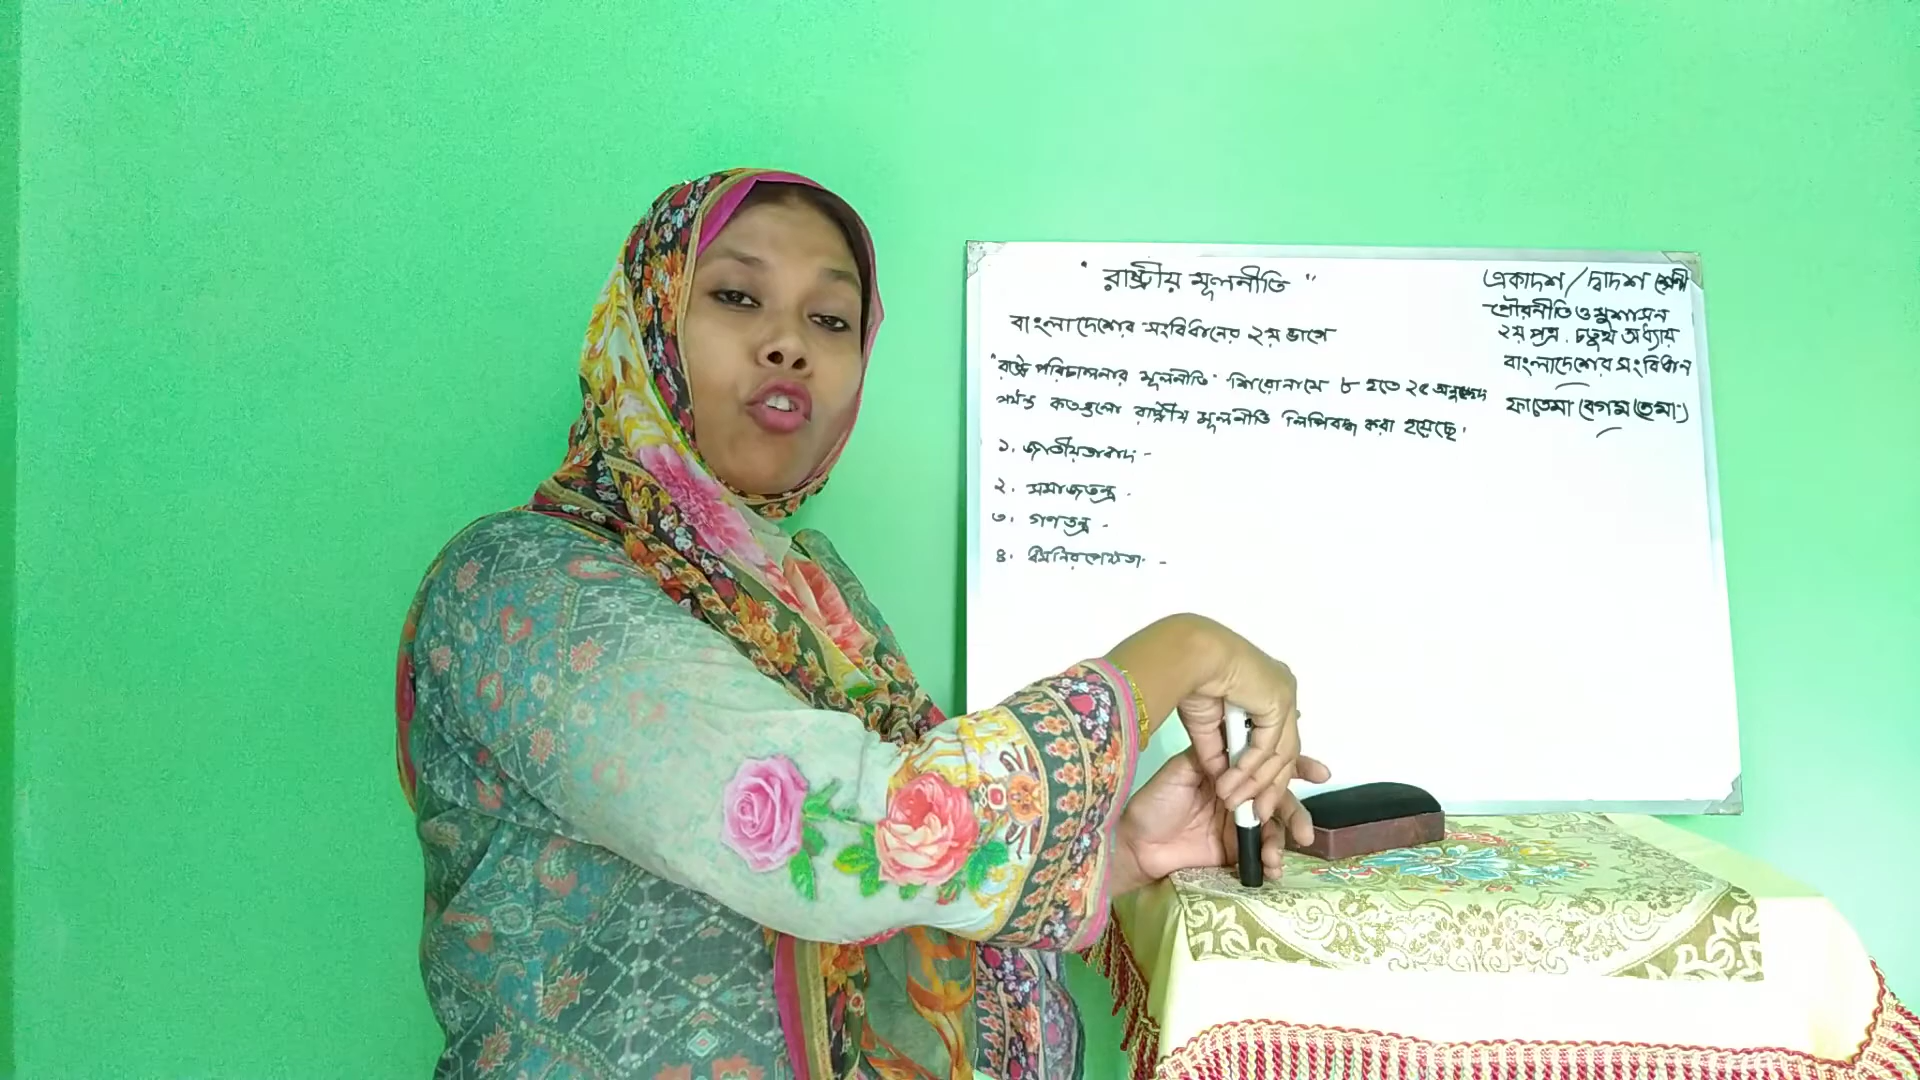 " রাষ্ট্রীয় মূলনীতি "
বাংলাদেশের সংবিধানের ২য় ভাগে
"রাষ্ট্র পরিচালনার মূলনীতি" শিরোনামে ৮ হতে ২৫ অনুচ্ছেদ
পর্যন্ত কতগুলো রাষ্ট্রীয় মূলনীতি লিপিবদ্ধ করা হয়েছে।
১. জাতীয়তাবাদ -
২. সমাজতন্ত্র -
৩. গণতন্ত্র -
৪. ধর্মনিরপেক্ষতা -
একাদশ / দ্বাদশ শ্রেণী
পৌরনীতি ও সুশাসন
২য় পত্র. চতুর্থ অধ্যায়
বাংলাদেশের সংবিধান
ফাতেমা বেগম (হেমা)